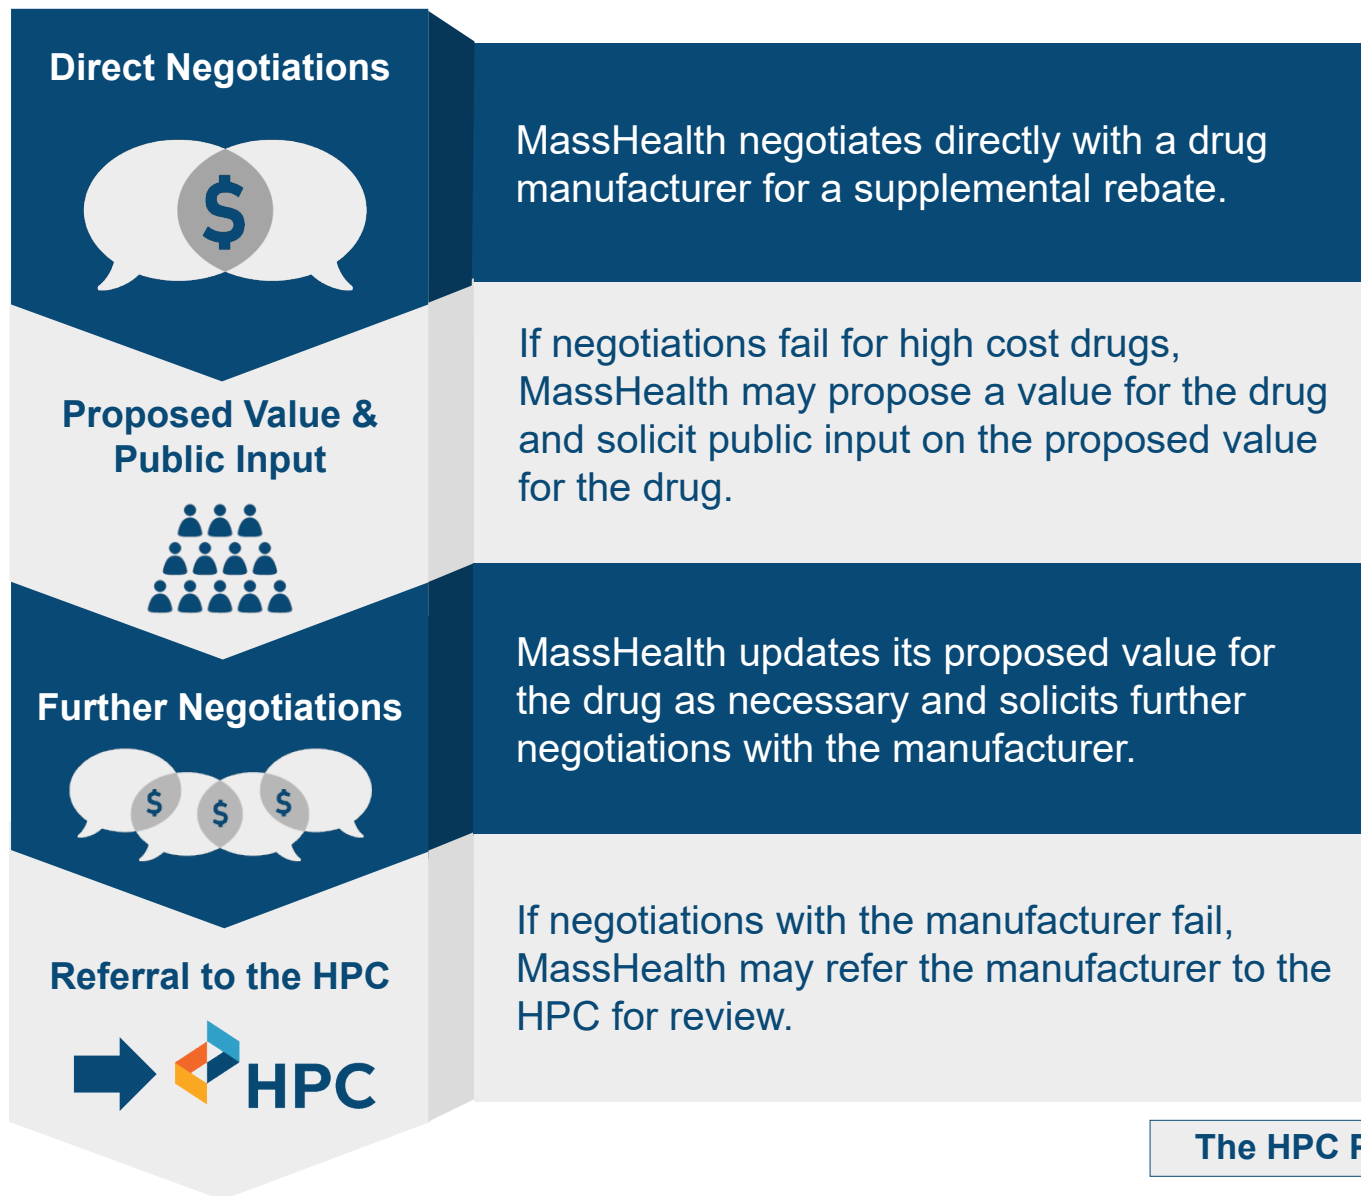 Direct Negotiations
$
MassHealth negotiates directly with a drug
manufacturer for a supplemental rebate.
Proposed Value &
Public Input
If negotiations fail for high cost drugs,
MassHealth may propose a value for the drug
and solicit public input on the proposed value
for the drug.
Further Negotiations
$ $ $
MassHealth updates its proposed value for
the drug as necessary and solicits further
negotiations with the manufacturer.
Referral to the HPC
HPC
If negotiations with the manufacturer fail,
MassHealth may refer the manufacturer to the
HPC for review.
The HPC